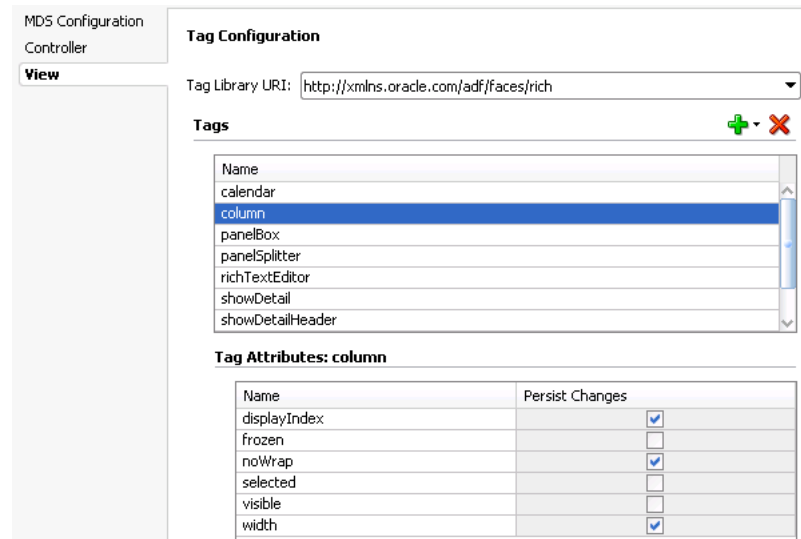 MDS Configuration
Controller
View
Tag Configuration
Tag Library URI: http://xmlns.oracle.com/adf/faces/rich
Tags
Name
calendar
column
panelBox
panelSplitter
richTextEditor
showDetail
showDetailHeader
Tag Attributes: column
Name Persist Changes
displayIndex
frozen
noWrap
selected
visible
width